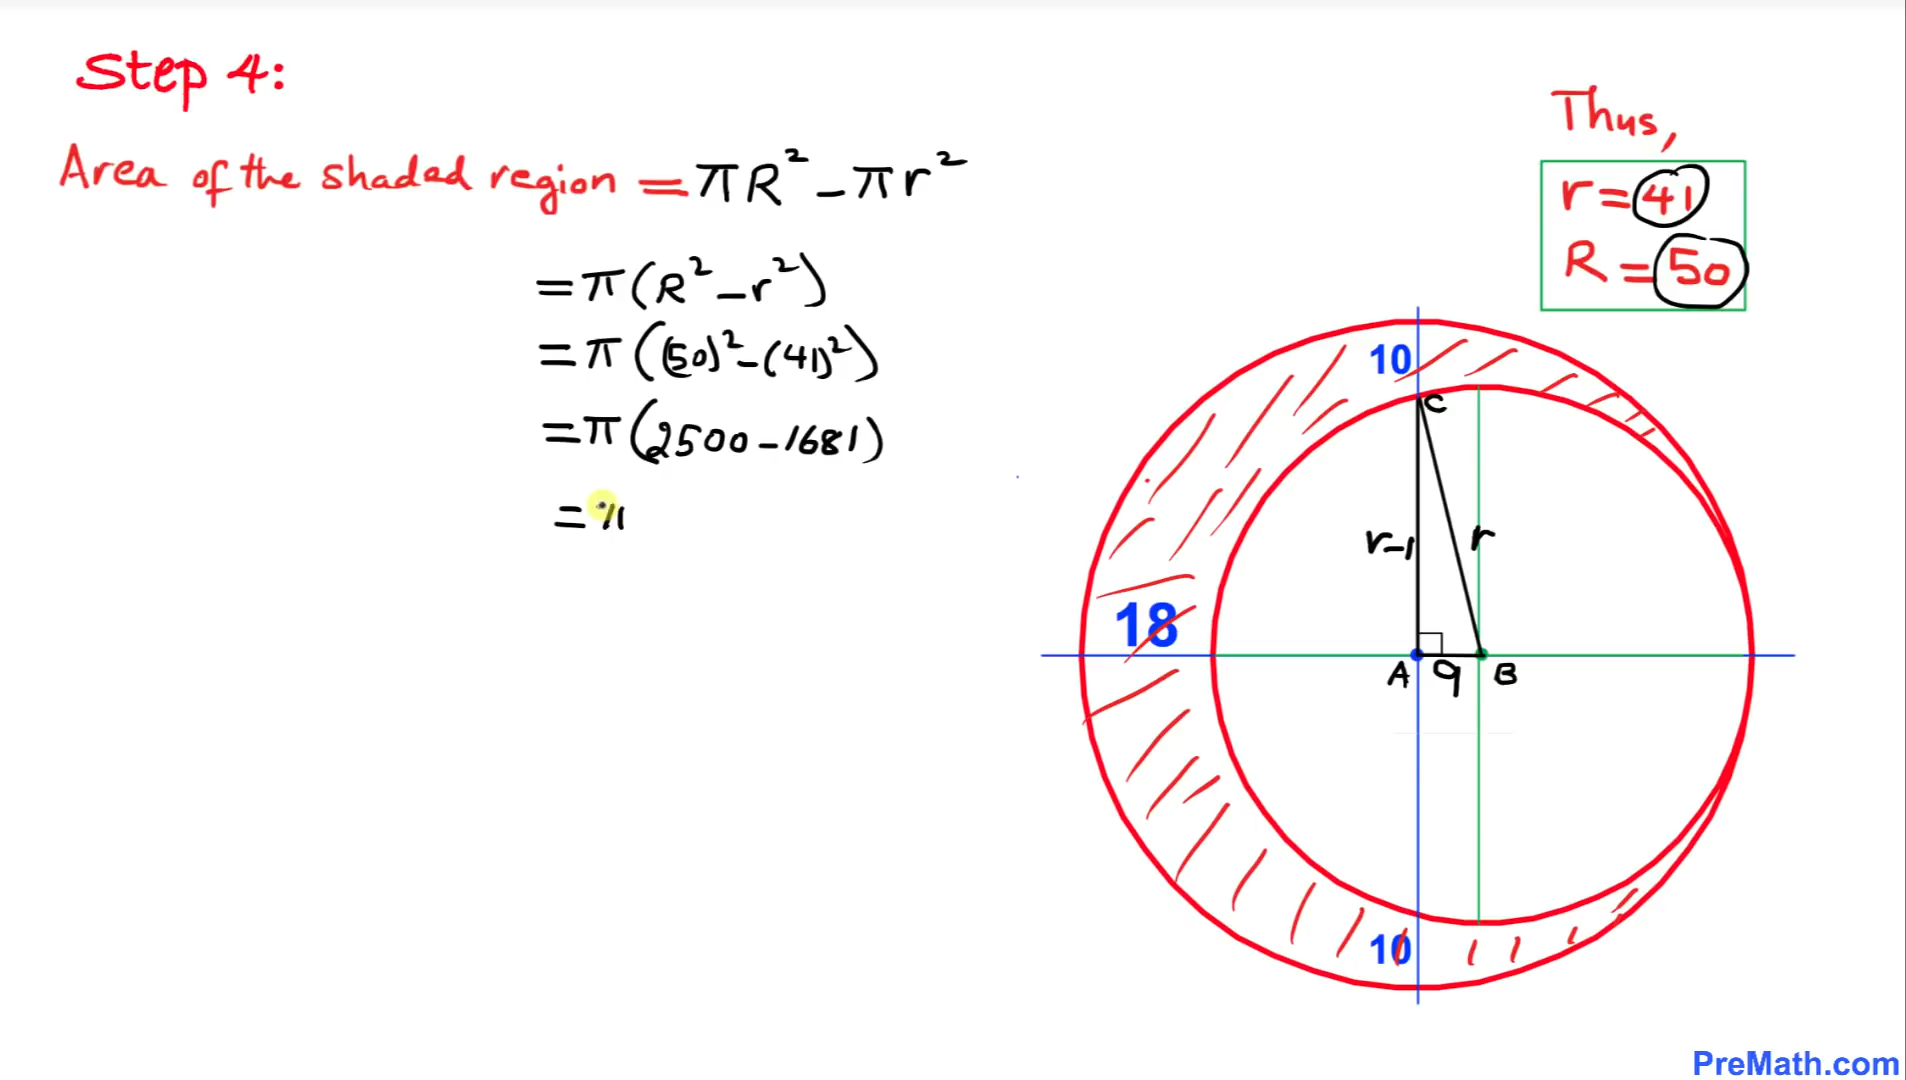 Step 4:
Area of the shaded region = πR² - πr²
= π(R² - r²)
= π((50)² - (41)²)
= π(2500 - 1681)
= π
Thus,
r = 41
R = 50
10
C
r-1
r
18
A
9
B
10
PreMath.com